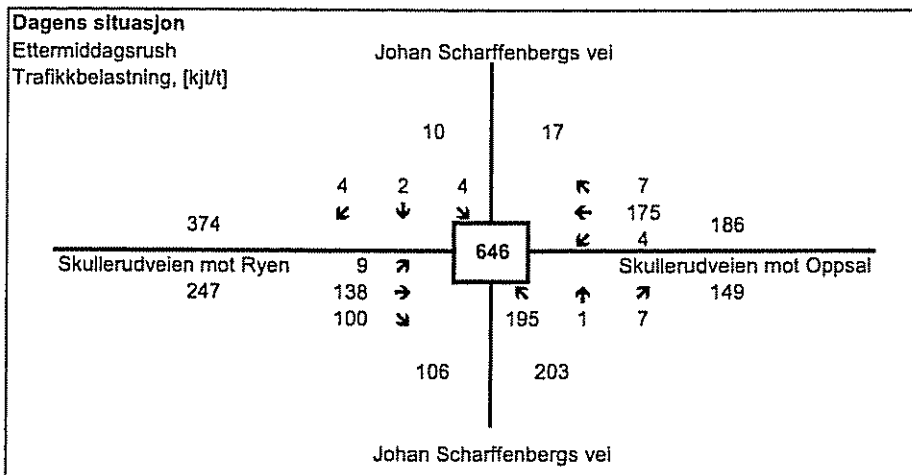 Dagens situasjon
Ettermiddagsrush
Johan Scharffenbergs vei
Trafikkbelastning, [kjt/t]
10 17
4 2 4 ↖ 7
↙ ↓ ↘ ← 175
374 ↙ 4 186
646
Skullerudveien mot Ryen 9 ↗ Skullerudveien mot Oppsal
247 138 → ↖ ↑ ↗ 149
100 ↘ 195 1 7
106 203
Johan Scharffenbergs vei